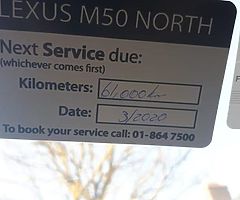 LEXUS M50 NORTH
Next Service due:
(whichever comes first)
Kilometers: 61,000km
Date: 3/2020
To book your service call: 01-864 7500